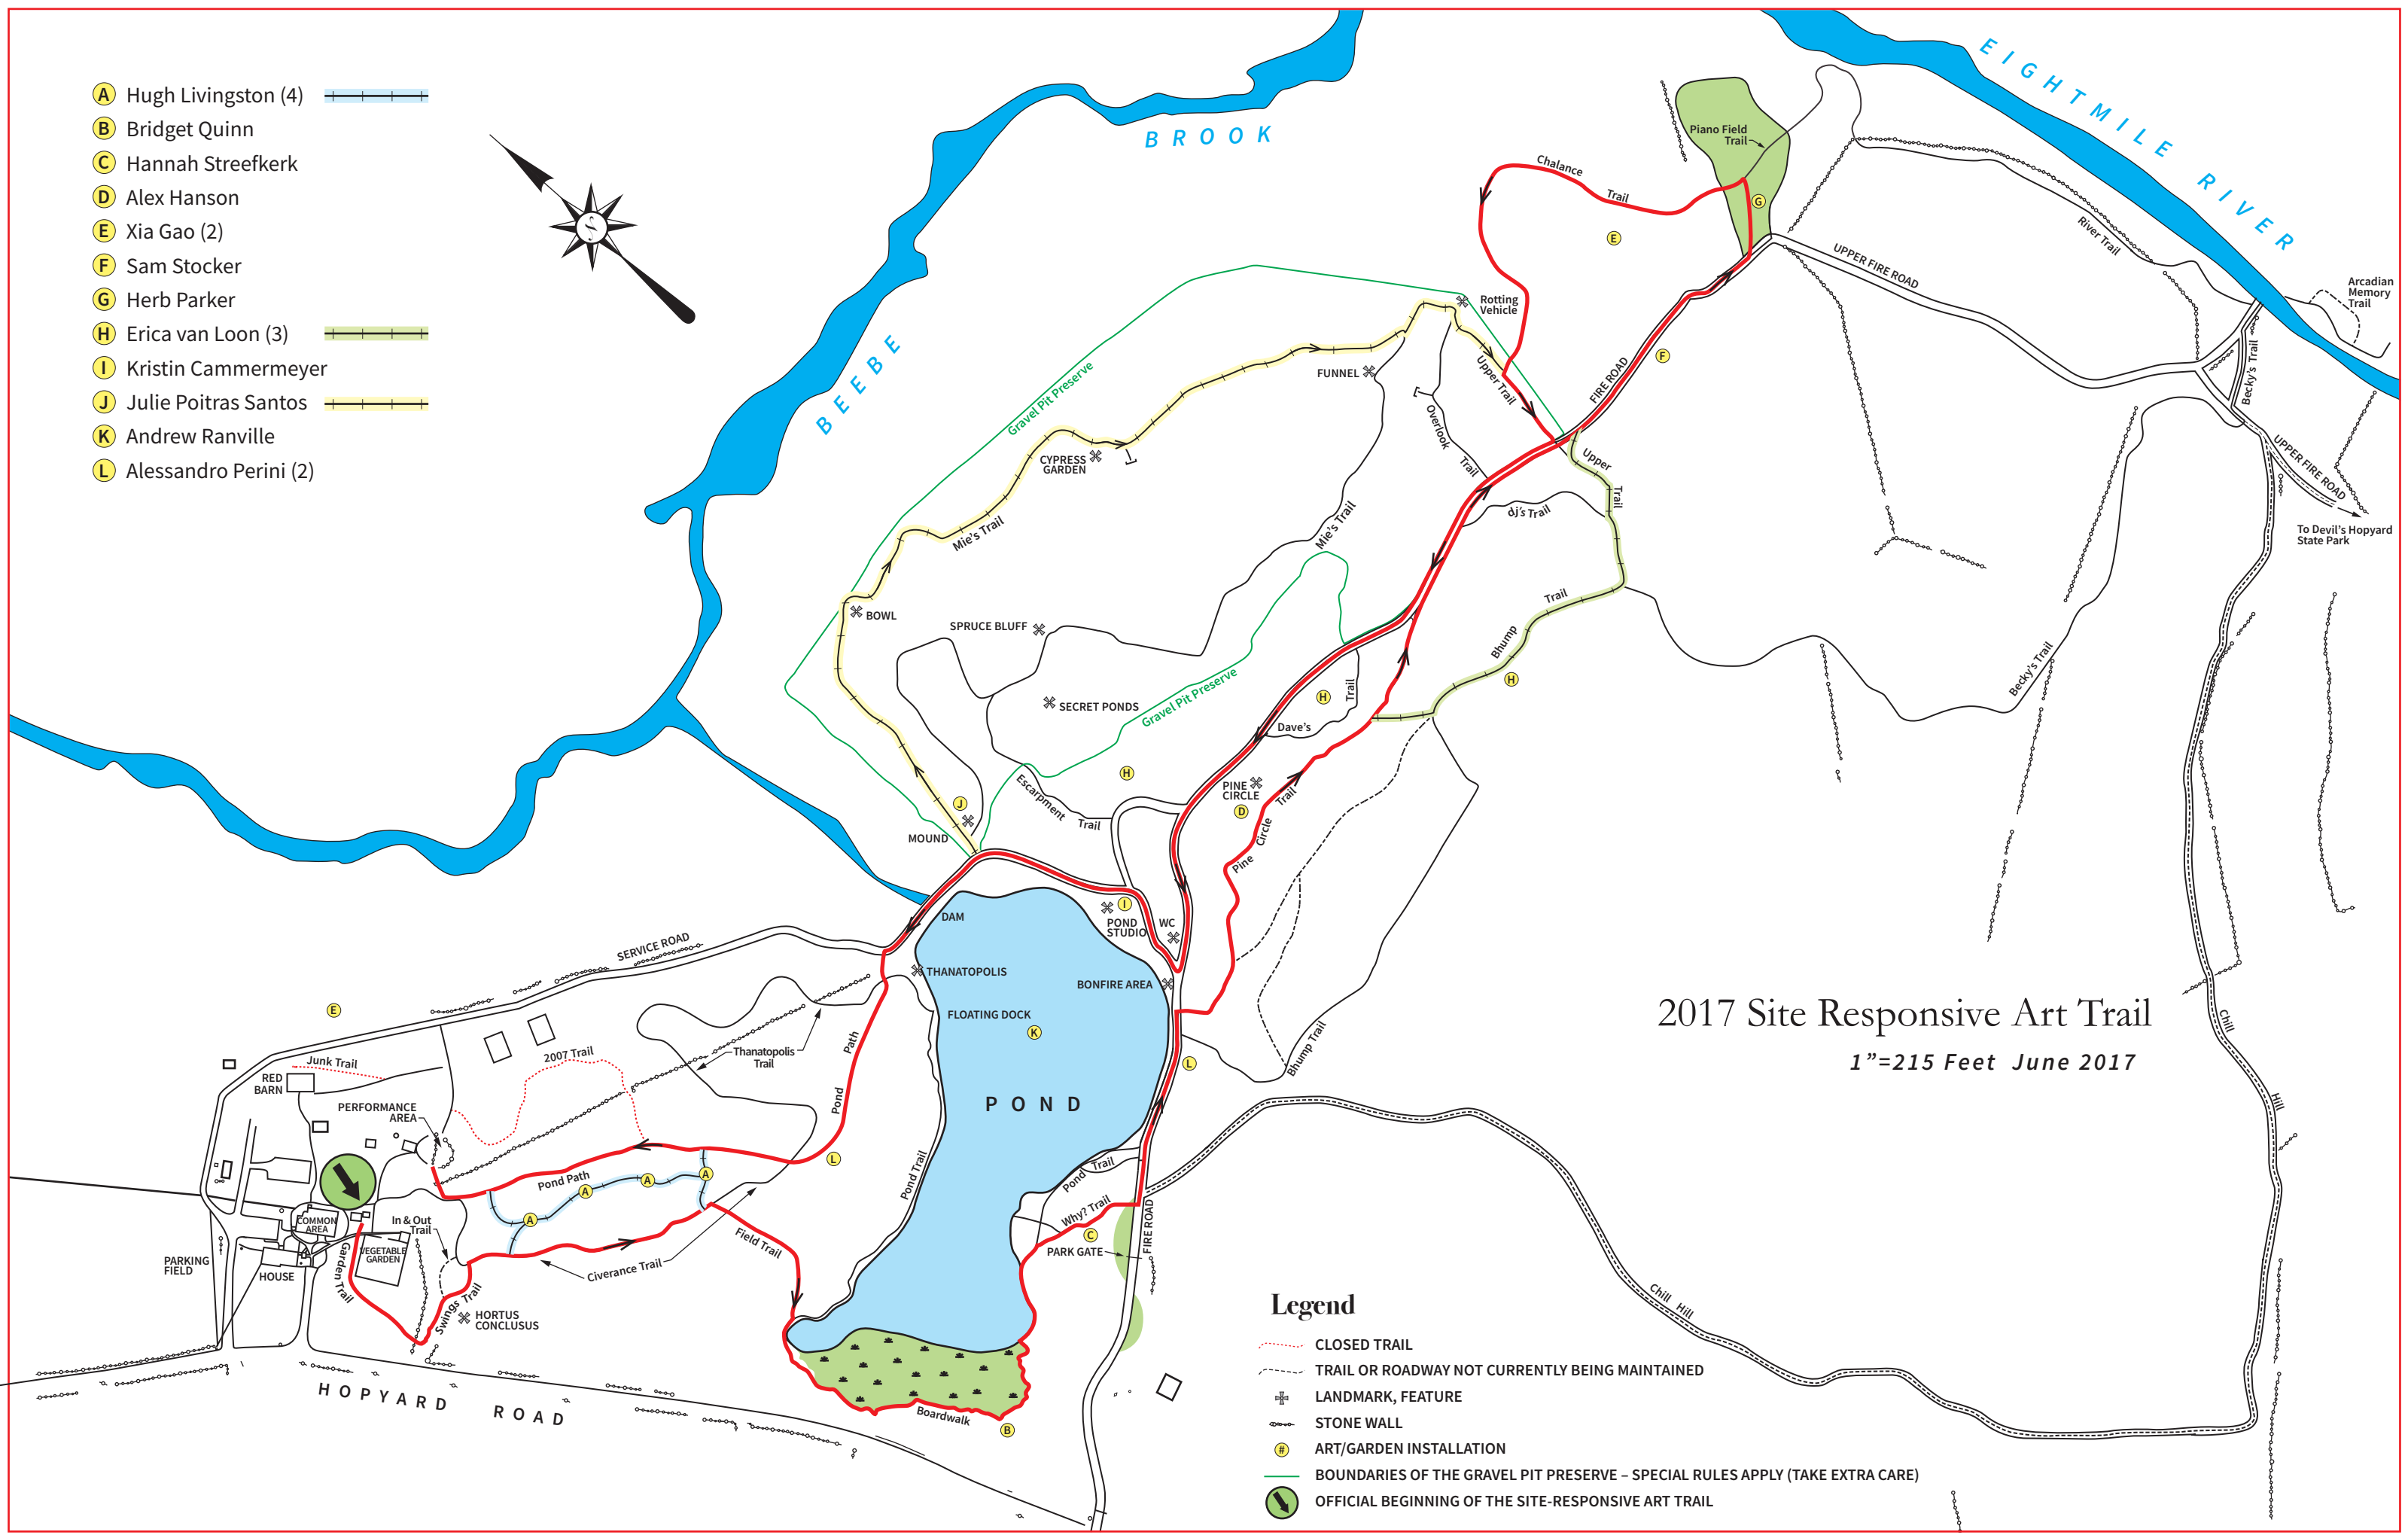 A Hugh Livingston (4)
B Bridget Quinn
C Hannah Streefkerk
D Alex Hanson
E Xia Gao (2)
F Sam Stocker
G Herb Parker
H Erica van Loon (3)
I Kristin Cammermeyer
J Julie Poitras Santos
K Andrew Ranville
L Alessandro Perini (2)
BEEBE
BROOK
EIGHTMILE RIVER
Piano Field
Trail
G
Chalance
Trail
E
River Trail
UPPER FIRE ROAD
Arcadian
Memory
Trail
Becky's Trail
UPPER FIRE ROAD
To Devil's Hopyard
State Park
Rotting
Vehicle
FUNNEL
Upper Trail
FIRE ROAD
F
Gravel Pit Preserve
Overlook
Trail
CYPRESS
GARDEN
Upper
Trail
dj's Trail
Mie's Trail
Mie's Trail
BOWL
SPRUCE BLUFF
Trail
Bhump
H
Becky's Trail
SECRET PONDS
Gravel Pit Preserve
H
Trail
Dave's
H
Escarpment
Trail
PINE
CIRCLE
D
Trail
Circle
Pine
J
MOUND
DAM
I
POND
STUDIO
WC
SERVICE ROAD
THANATOPOLIS
BONFIRE AREA
FLOATING DOCK
K
E
L
Bhump Trail
2017 Site Responsive Art Trail
1”=215 Feet June 2017
Chill
Hill
Junk Trail
2007 Trail
Thanatopolis
Trail
Path
Pond
RED
BARN
PERFORMANCE
AREA
POND
L
Pond Path
A
A
A
A
Pond Trail
Pond
Trail
Why? Trail
C
PARK GATE
FIRE ROAD
COMMON
AREA
In & Out
Trail
VEGETABLE
GARDEN
Garden Trail
PARKING
FIELD
HOUSE
Field Trail
Civerance Trail
Swings Trail
HORTUS
CONCLUSUS
Chill Hill
Boardwalk
B
HOPYARD ROAD
Legend
CLOSED TRAIL
TRAIL OR ROADWAY NOT CURRENTLY BEING MAINTAINED
LANDMARK, FEATURE
STONE WALL
# ART/GARDEN INSTALLATION
BOUNDARIES OF THE GRAVEL PIT PRESERVE – SPECIAL RULES APPLY (TAKE EXTRA CARE)
OFFICIAL BEGINNING OF THE SITE-RESPONSIVE ART TRAIL